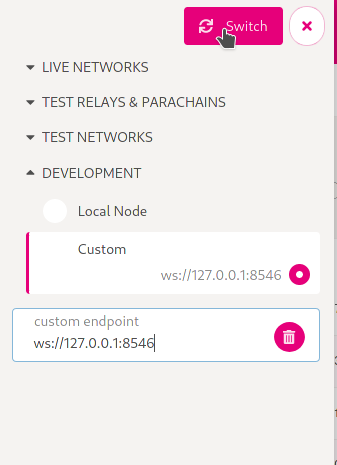 Switch
LIVE NETWORKS
TEST RELAYS & PARACHAINS
TEST NETWORKS
DEVELOPMENT
Local Node
Custom
ws://127.0.0.1:8546
custom endpoint
ws://127.0.0.1:8546